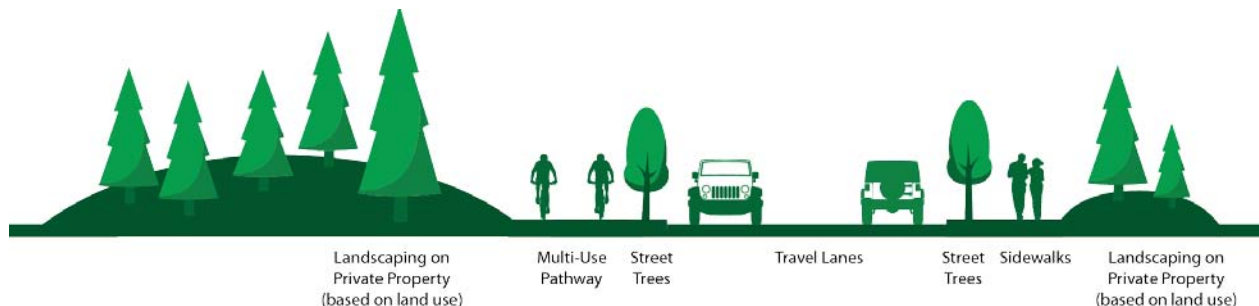 Landscaping on
Private Property
(based on land use)
Multi-Use
Pathway
Street
Trees
Travel Lanes
Street
Trees
Sidewalks
Landscaping on
Private Property
(based on land use)